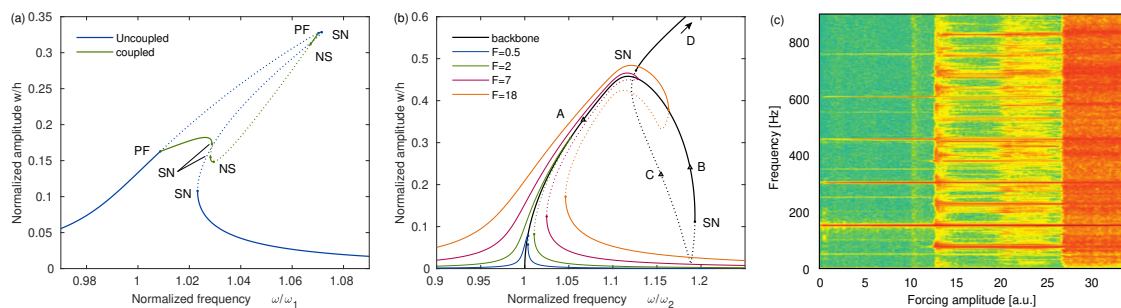 (a)
Normalized amplitude w/h
0.35
0.3
0.25
0.2
0.15
0.1
0.05
0
Uncoupled
coupled
PF
SN
NS
PF
SN
NS
SN
0.98
1
1.02
1.04
1.06
1.08
Normalized frequency ω/ω1
(b)
Normalized amplitude w/h
0.6
0.5
0.4
0.3
0.2
0.1
0
backbone
F=0.5
F=2
F=7
F=18
SN
D
A
B
C
SN
0.9
0.95
1
1.05
1.1
1.15
1.2
Normalized frequency ω/ω2
(c)
Frequency [Hz]
800
600
400
200
0
0
5
10
15
20
25
30
Forcing amplitude [a.u.]